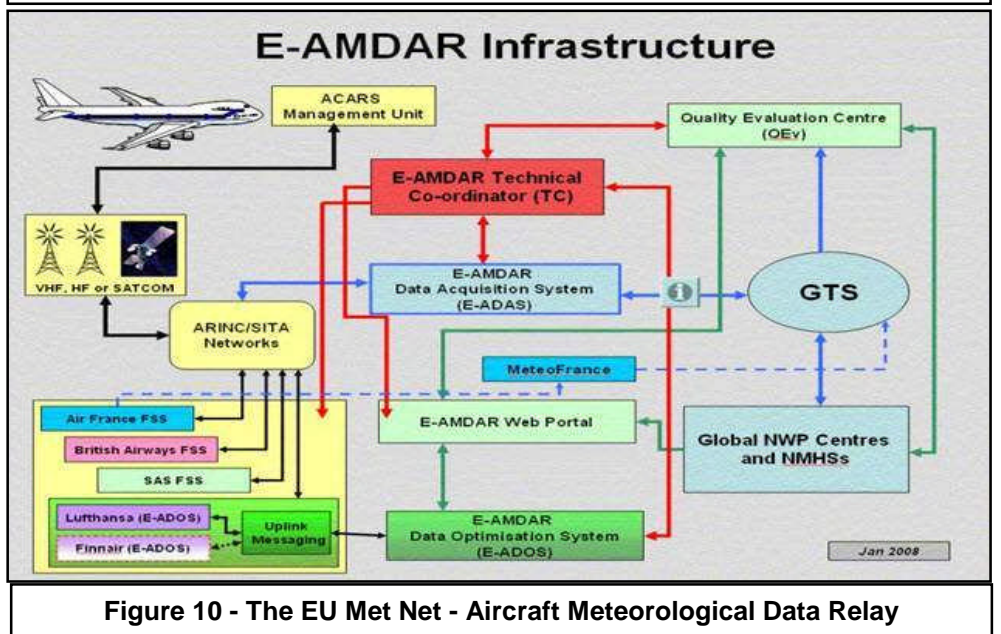 E-AMDAR Infrastructure
ACARS
Management Unit
Quality Evaluation Centre
(QEv)
E-AMDAR Technical
Co-ordinator (TC)
VHF, HF or SATCOM
E-AMDAR
Data Acquisition System
(E-ADAS)
GTS
ARINC/SITA
Networks
MeteoFrance
Air France FSS
E-AMDAR Web Portal
British Airways FSS
Global NWP Centres
and NMHSs
SAS FSS
Lufthansa (E-ADOS)
Uplink
Messaging
Finnair (E-ADOS)
E-AMDAR
Data Optimisation System
(E-ADOS)
Jan 2008
Figure 10 - The EU Met Net - Aircraft Meteorological Data Relay